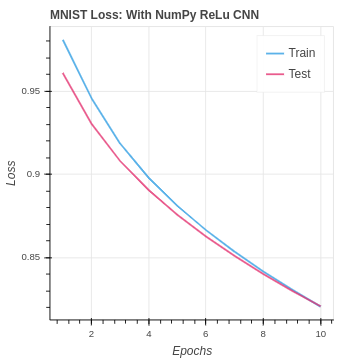 MNIST Loss: With NumPy ReLu CNN
Train
Test
0.95
0.9
0.85
Loss
2 4 6 8 10
Epochs